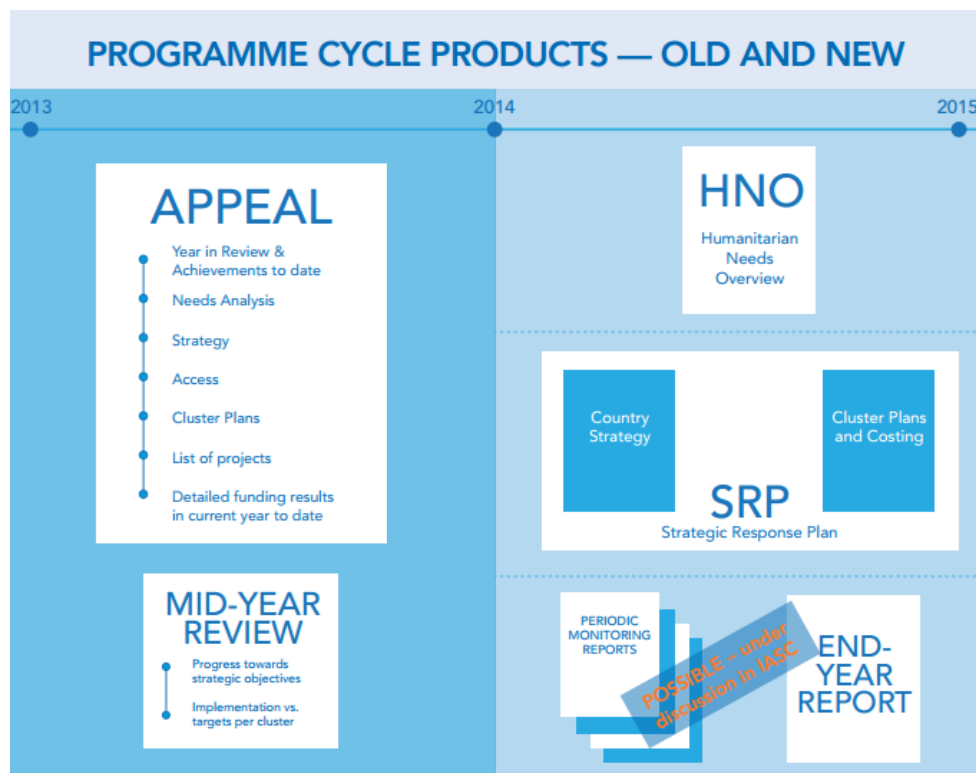 PROGRAMME CYCLE PRODUCTS — OLD AND NEW
2013
2014
2015
APPEAL
Year in Review &
Achievements to date
Needs Analysis
Strategy
Access
Cluster Plans
List of projects
Detailed funding results
in current year to date
MID-YEAR
REVIEW
Progress towards
strategic objectives
Implementation vs.
targets per cluster
HNO
Humanitarian
Needs
Overview
Country
Strategy
Cluster Plans
and Costing
SRP
Strategic Response Plan
PERIODIC
MONITORING
REPORTS
POSSIBLE – under
discussion in IASC
END-
YEAR
REPORT